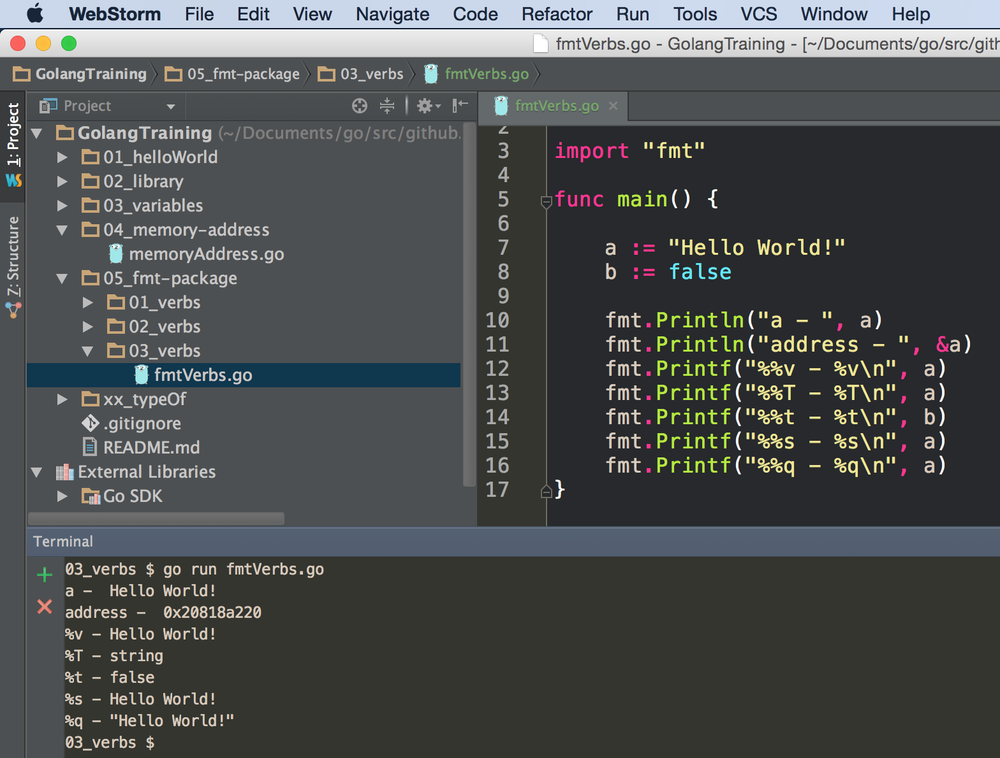 WebStorm File Edit View Navigate Code Refactor Run Tools VCS Window Help
fmtVerbs.go - GolangTraining - [~/Documents/go/src/gith
GolangTraining 05_fmt-package 03_verbs fmtVerbs.go
1: Project
7: Structure
Project
GolangTraining (~/Documents/go/src/github.
01_helloWorld
02_library
03_variables
04_memory-address
memoryAddress.go
05_fmt-package
01_verbs
02_verbs
03_verbs
fmtVerbs.go
xx_typeOf
.gitignore
README.md
External Libraries
Go SDK
fmtVerbs.go
2
3 import "fmt"
4
5 func main() {
6
7 a := "Hello World!"
8 b := false
9
10 fmt.Println("a - ", a)
11 fmt.Println("address - ", &a)
12 fmt.Printf("%%v - %v\n", a)
13 fmt.Printf("%%T - %T\n", a)
14 fmt.Printf("%%t - %t\n", b)
15 fmt.Printf("%%s - %s\n", a)
16 fmt.Printf("%%q - %q\n", a)
17 }
Terminal
03_verbs $ go run fmtVerbs.go
a -  Hello World!
address -  0x20818a220
%v - Hello World!
%T - string
%t - false
%s - Hello World!
%q - "Hello World!"
03_verbs $